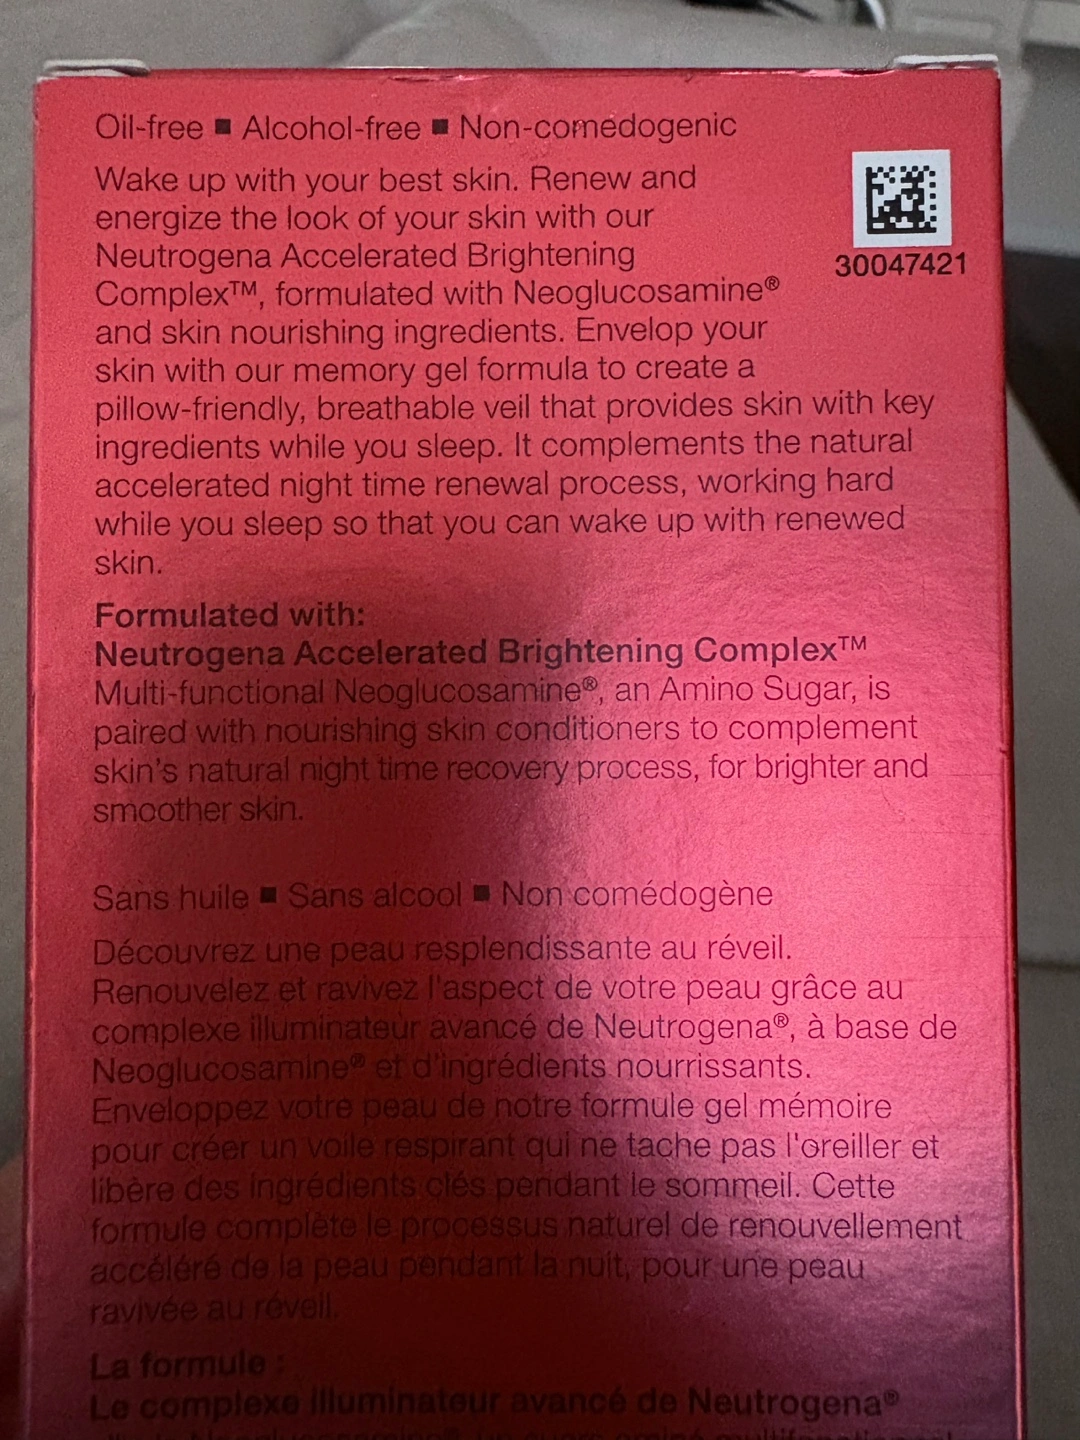 Oil-free ■ Alcohol-free ■ Non-comedogenic
Wake up with your best skin. Renew and
energize the look of your skin with our
Neutrogena Accelerated Brightening
Complex™, formulated with Neoglucosamine®
and skin nourishing ingredients. Envelop your
skin with our memory gel formula to create a
pillow-friendly, breathable veil that provides skin with key
ingredients while you sleep. It complements the natural
accelerated night time renewal process, working hard
while you sleep so that you can wake up with renewed
skin.
30047421
Formulated with:
Neutrogena Accelerated Brightening Complex™
Multi-functional Neoglucosamine®, an Amino Sugar, is
paired with nourishing skin conditioners to complement
skin's natural night time recovery process, for brighter and
smoother skin.
Sans huile ■ Sans alcool ■ Non comédogène
Découvrez une peau resplendissante au réveil.
Renouvelez et ravivez l'aspect de votre peau grâce au
complexe illuminateur avancé de Neutrogena®, à base de
Neoglucosamine® et d'ingrédients nourrissants.
Enveloppez votre peau de notre formule gel mémoire
pour créer un voile respirant qui ne tache pas l'oreiller et
libère des ingrédients clés pendant le sommeil. Cette
formule complète le processus naturel de renouvellement
accéléré de la peau pendant la nuit, pour une peau
ravivée au réveil.
La formule :
Le complexe illuminateur avancé de Neutrogena®